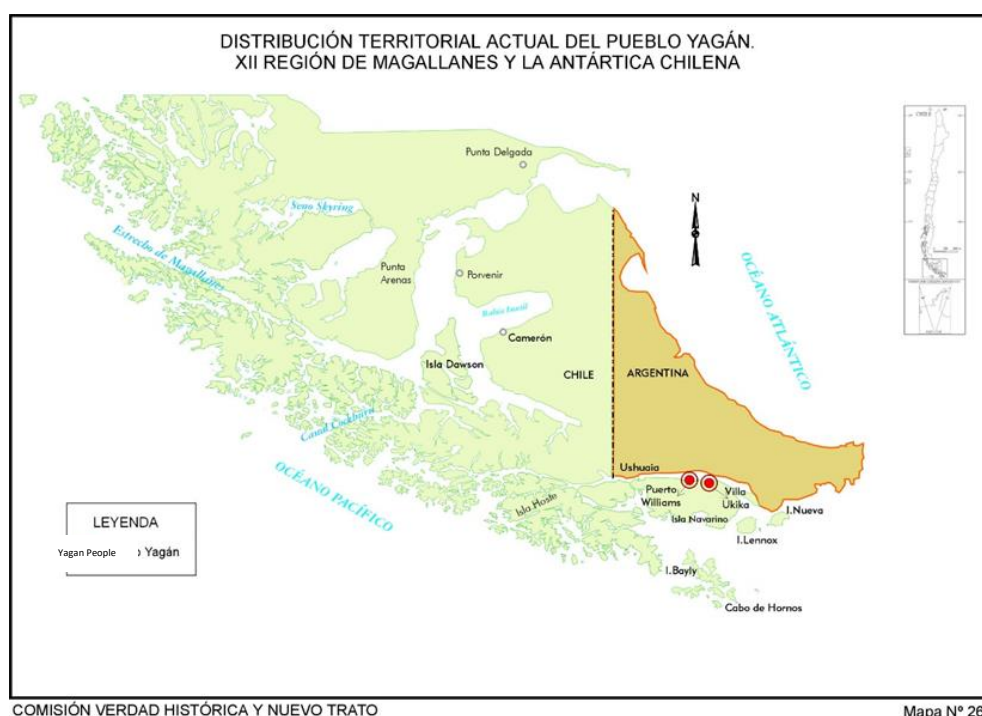 DISTRIBUCIÓN TERRITORIAL ACTUAL DEL PUEBLO YAGÁN.
XII REGIÓN DE MAGALLANES Y LA ANTÁRTICA CHILENA
CHILE
Punta Delgada
N
Seno Skyring
Estrecho de Magallanes
Punta
Arenas
Porvenir
OCÉANO ATLÁNTICO
Bahía Inutil
Camerón
Isla Dawson
CHILE
ARGENTINA
Canal Cockburn
OCÉANO PACÍFICO
Ushuaia
Puerto
Williams
Villa
Ukika
Isla Hoste
Isla Navarino
I.Nueva
I.Lennox
I.Bayly
Cabo de Hornos
LEYENDA
Yagan People
o Yagán
COMISIÓN VERDAD HISTÓRICA Y NUEVO TRATO
Mapa Nº 26